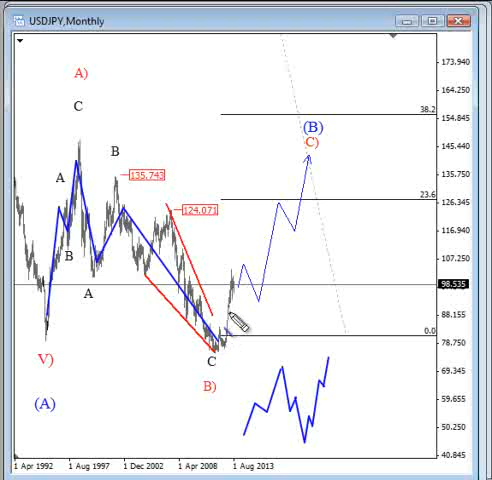 USDJPY,Monthly
173.940
A)
164.250
C
154.845
38.2
(B)
C)
B
145.440
135.743
135.750
A
124.071
23.6
126.345
116.940
B
107.250
A
98.535
88.155
0.0
78.750
V)
C
B)
69.345
(A)
59.655
50.250
40.845
1 Apr 1992
1 Aug 1997
1 Dec 2002
1 Apr 2008
1 Aug 2013